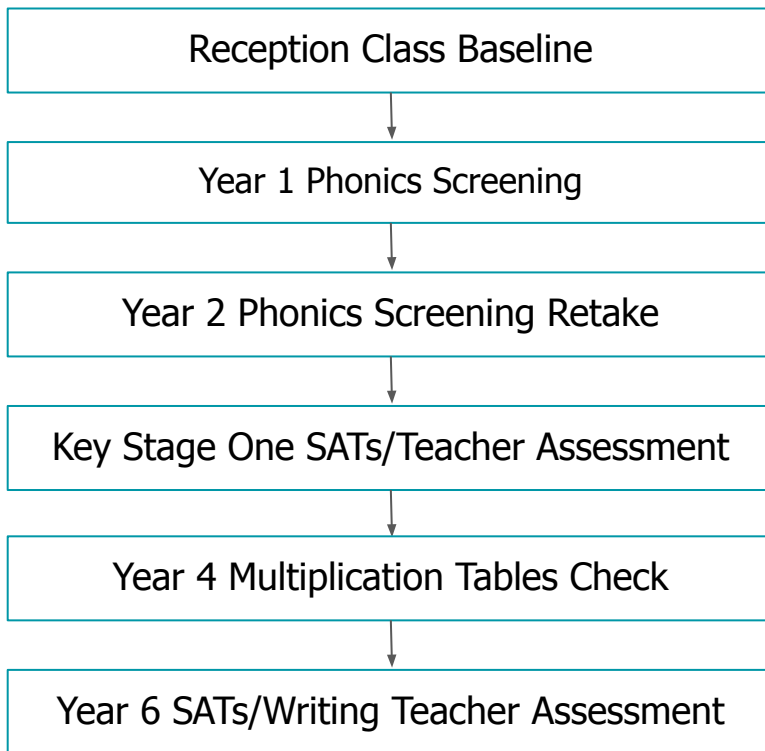 Reception Class Baseline
Year 1 Phonics Screening
Year 2 Phonics Screening Retake
Key Stage One SATs/Teacher Assessment
Year 4 Multiplication Tables Check
Year 6 SATs/Writing Teacher Assessment